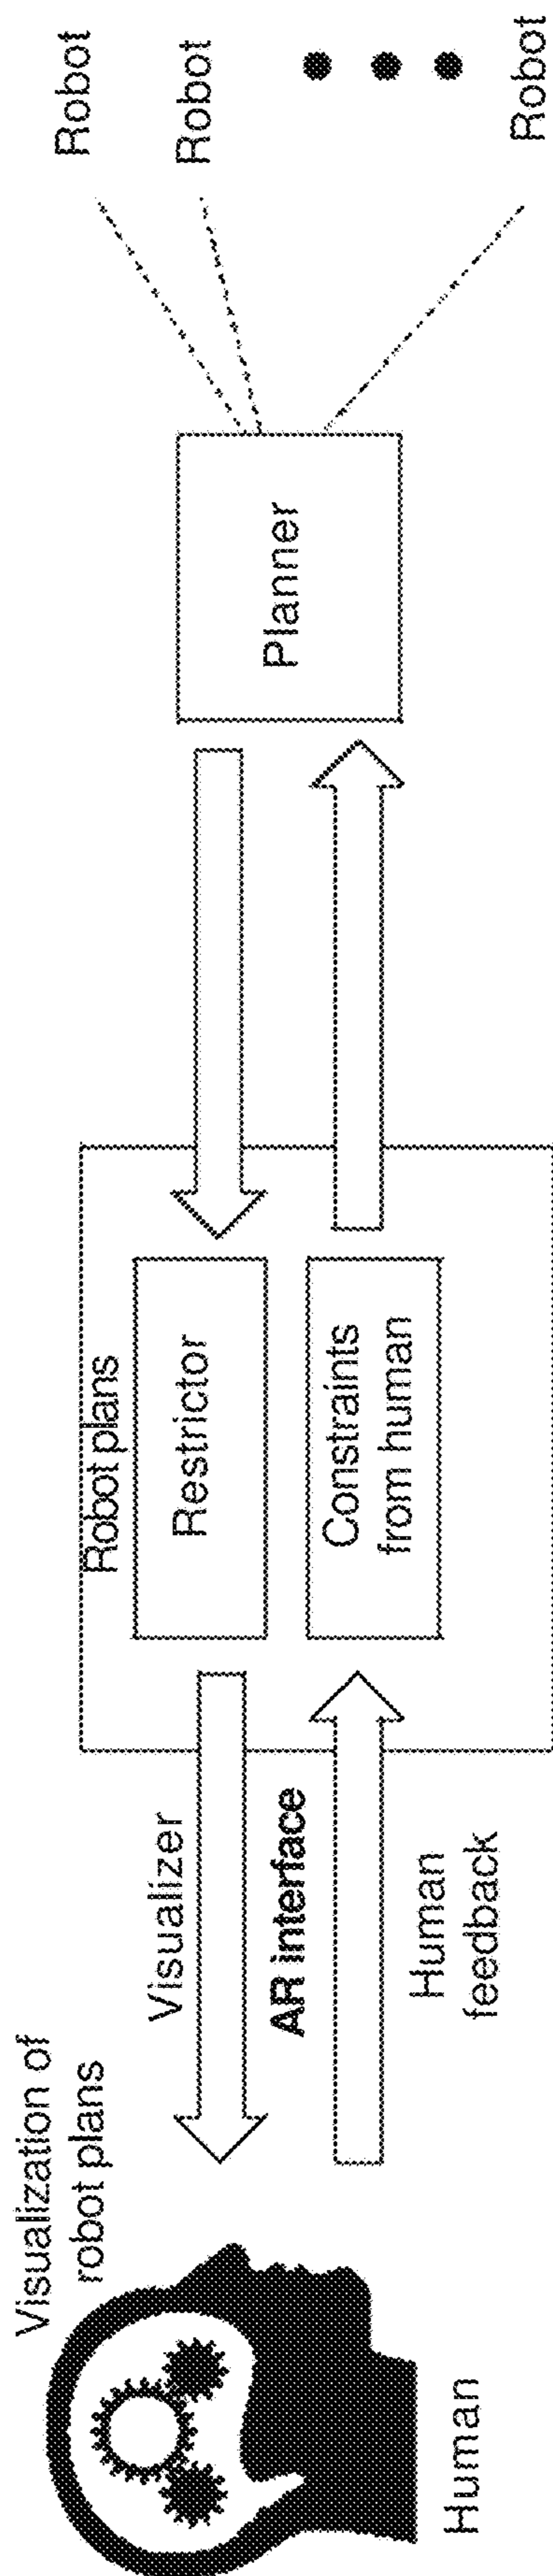 Visualization of
robot plans
Human
Visualizer
AR interface
Human
feedback
Robot plans
Restrictor
Constraints
from human
Planner
Robot
Robot
Robot